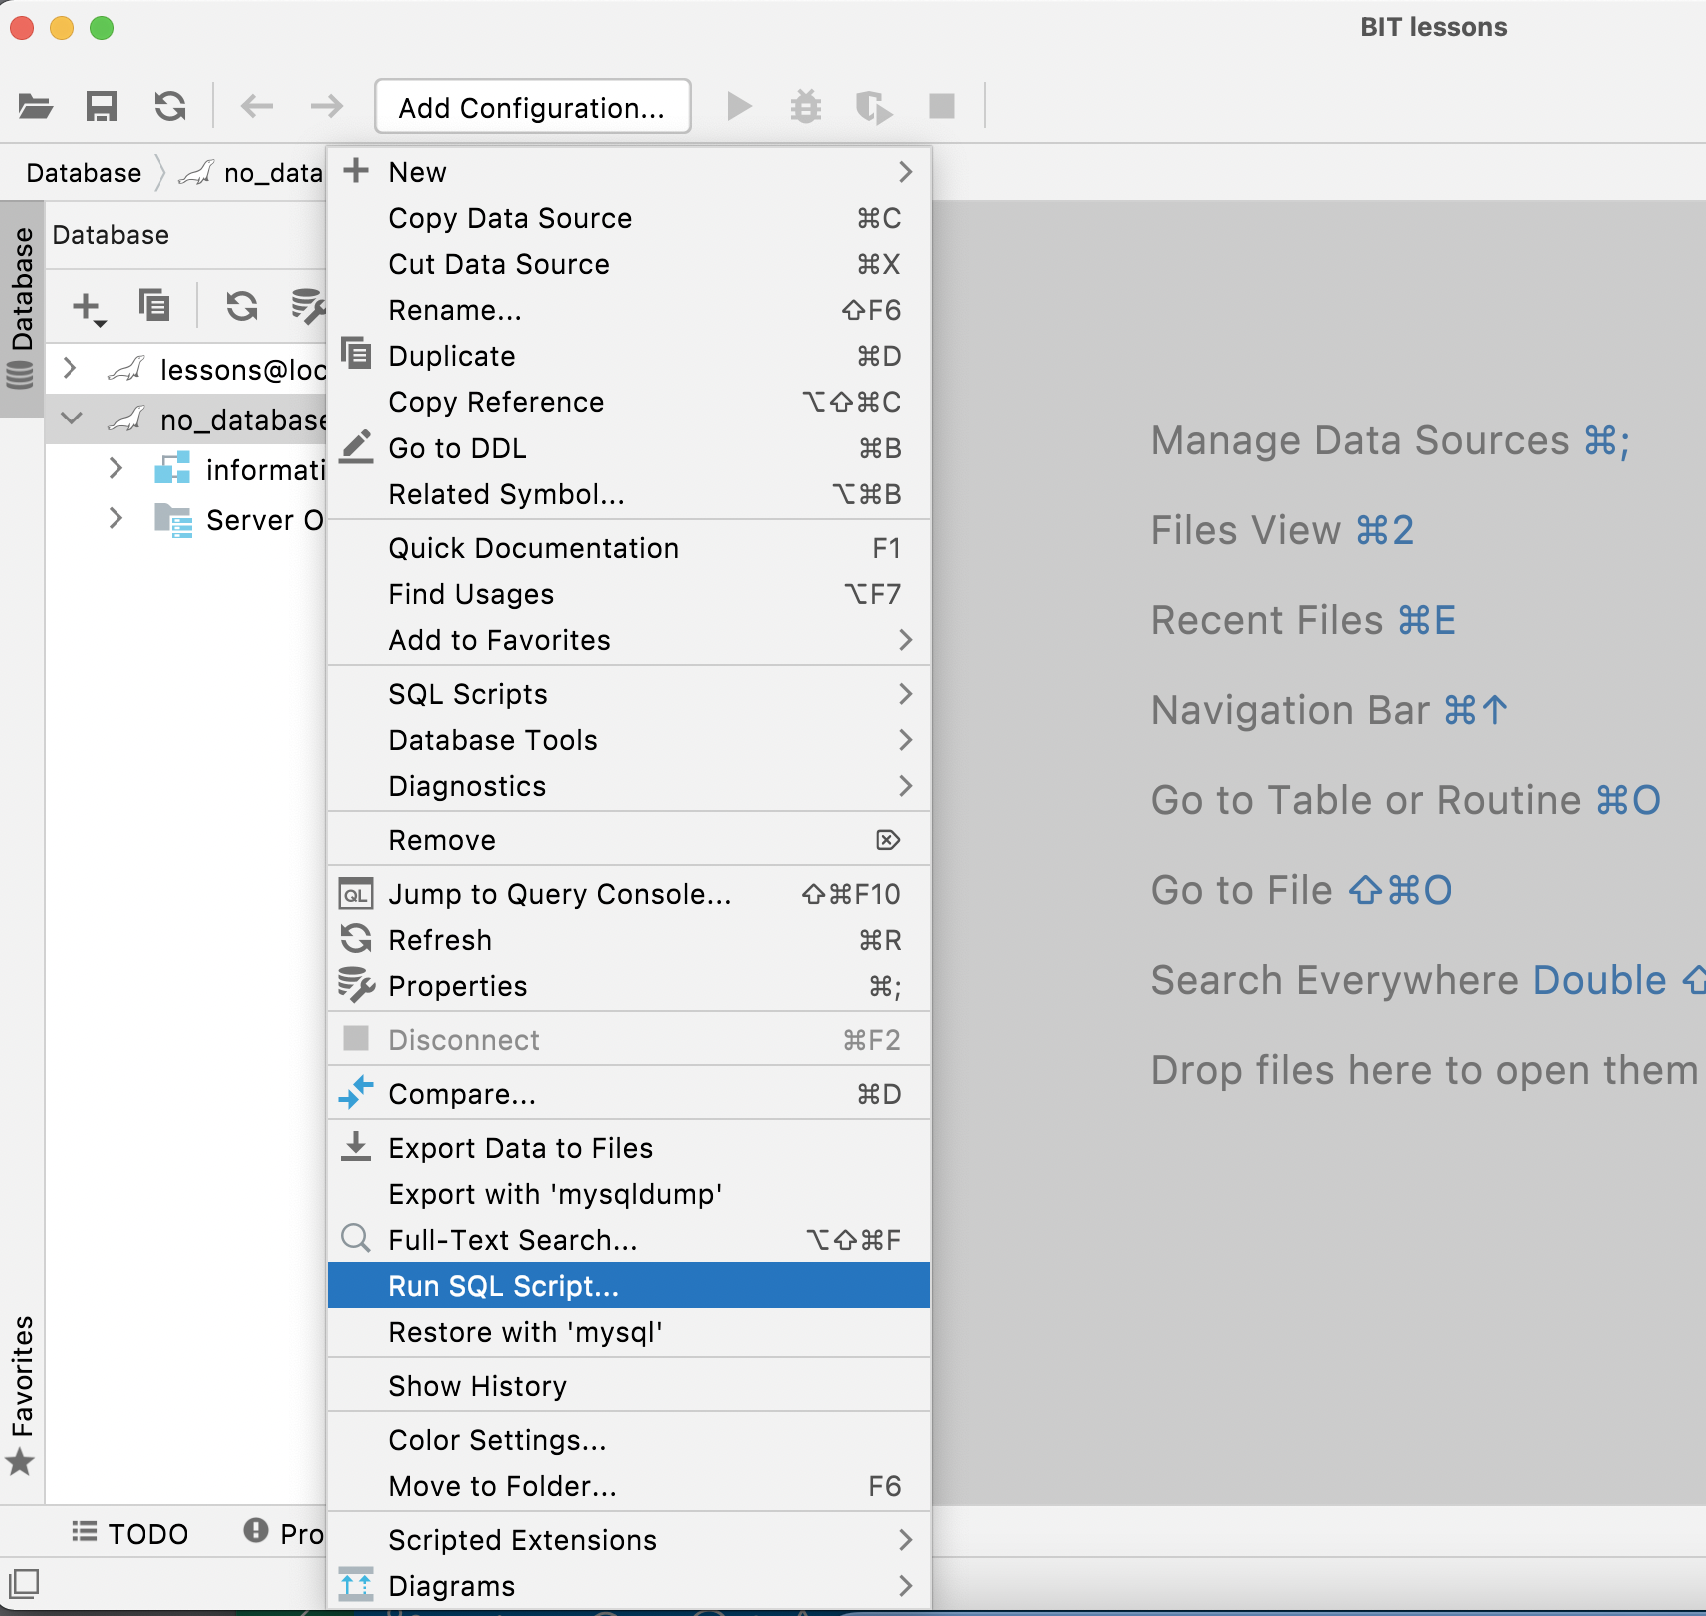 BIT lessons
Add Configuration...
Database
no_data
Database
Database
lessons@loc
no_database
informati
Server O
New
Copy Data Source ⌘C
Cut Data Source ⌘X
Rename... ⇧F6
Duplicate ⌘D
Copy Reference ⌥⇧⌘C
Go to DDL ⌘B
Related Symbol... ⌥⌘B
Quick Documentation F1
Find Usages ⌥F7
Add to Favorites
SQL Scripts
Database Tools
Diagnostics
Remove ⌦
QL Jump to Query Console... ⇧⌘F10
Refresh ⌘R
Properties ⌘;
Disconnect ⌘F2
Compare... ⌘D
Export Data to Files
Export with 'mysqldump'
Full-Text Search... ⌥⇧⌘F
Run SQL Script...
Restore with 'mysql'
Show History
Color Settings...
Move to Folder... F6
Scripted Extensions
Diagrams
Manage Data Sources ⌘;
Files View ⌘2
Recent Files ⌘E
Navigation Bar ⌘↑
Go to Table or Routine ⌘O
Go to File ⇧⌘O
Search Everywhere Double ⇧
Drop files here to open them
Favorites
TODO
Pro